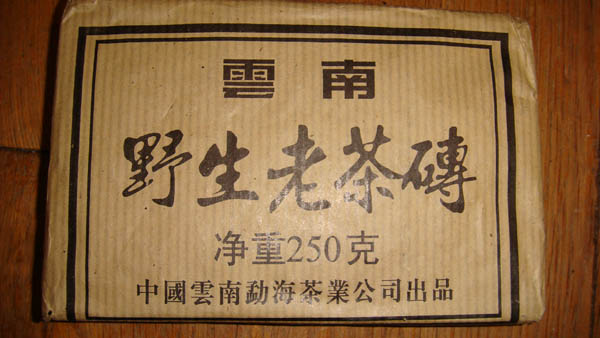 雲南
野生老茶磚
净重250克
中國雲南勐海茶業公司出品